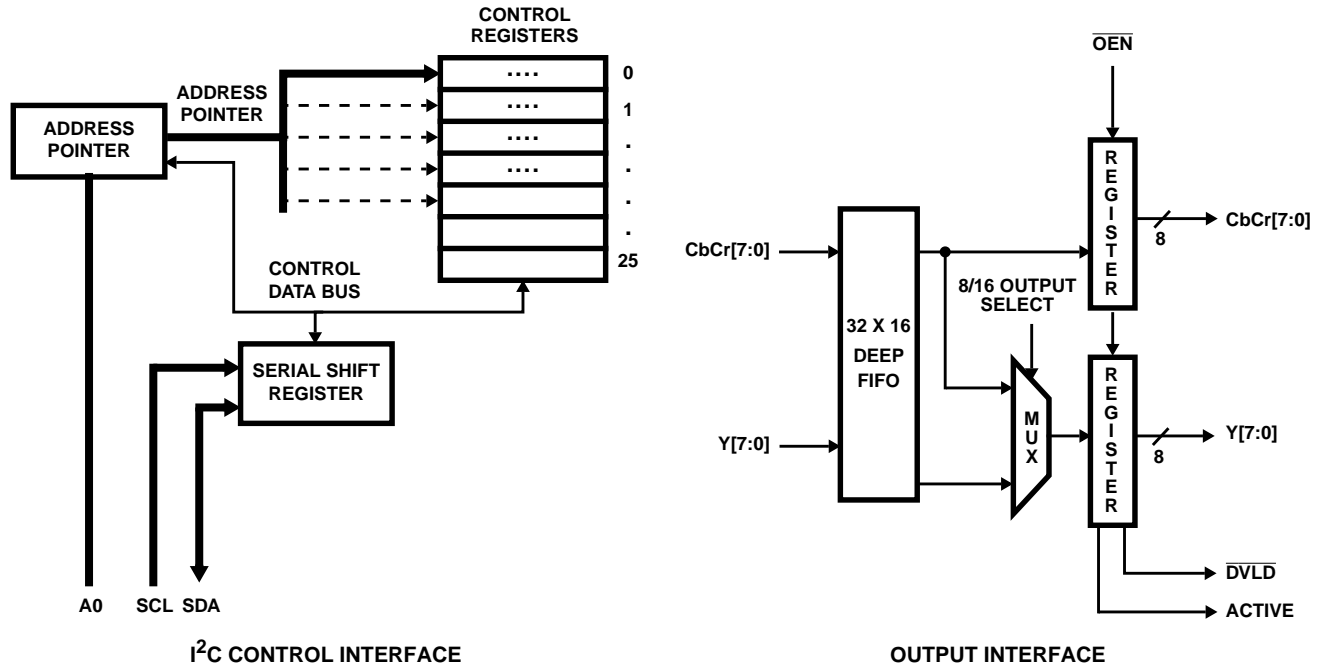 CONTROL
REGISTERS
ADDRESS
POINTER
ADDRESS
POINTER
....
0
....
1
....
.
....
.
.
.
25
CONTROL
DATA BUS
SERIAL SHIFT
REGISTER
A0
SCL
SDA
I²C CONTROL INTERFACE
OEN
REGISTER
8
CbCr[7:0]
CbCr[7:0]
8/16 OUTPUT
SELECT
32 X 16
DEEP
FIFO
MUX
REGISTER
Y[7:0]
8
Y[7:0]
DVLD
ACTIVE
OUTPUT INTERFACE